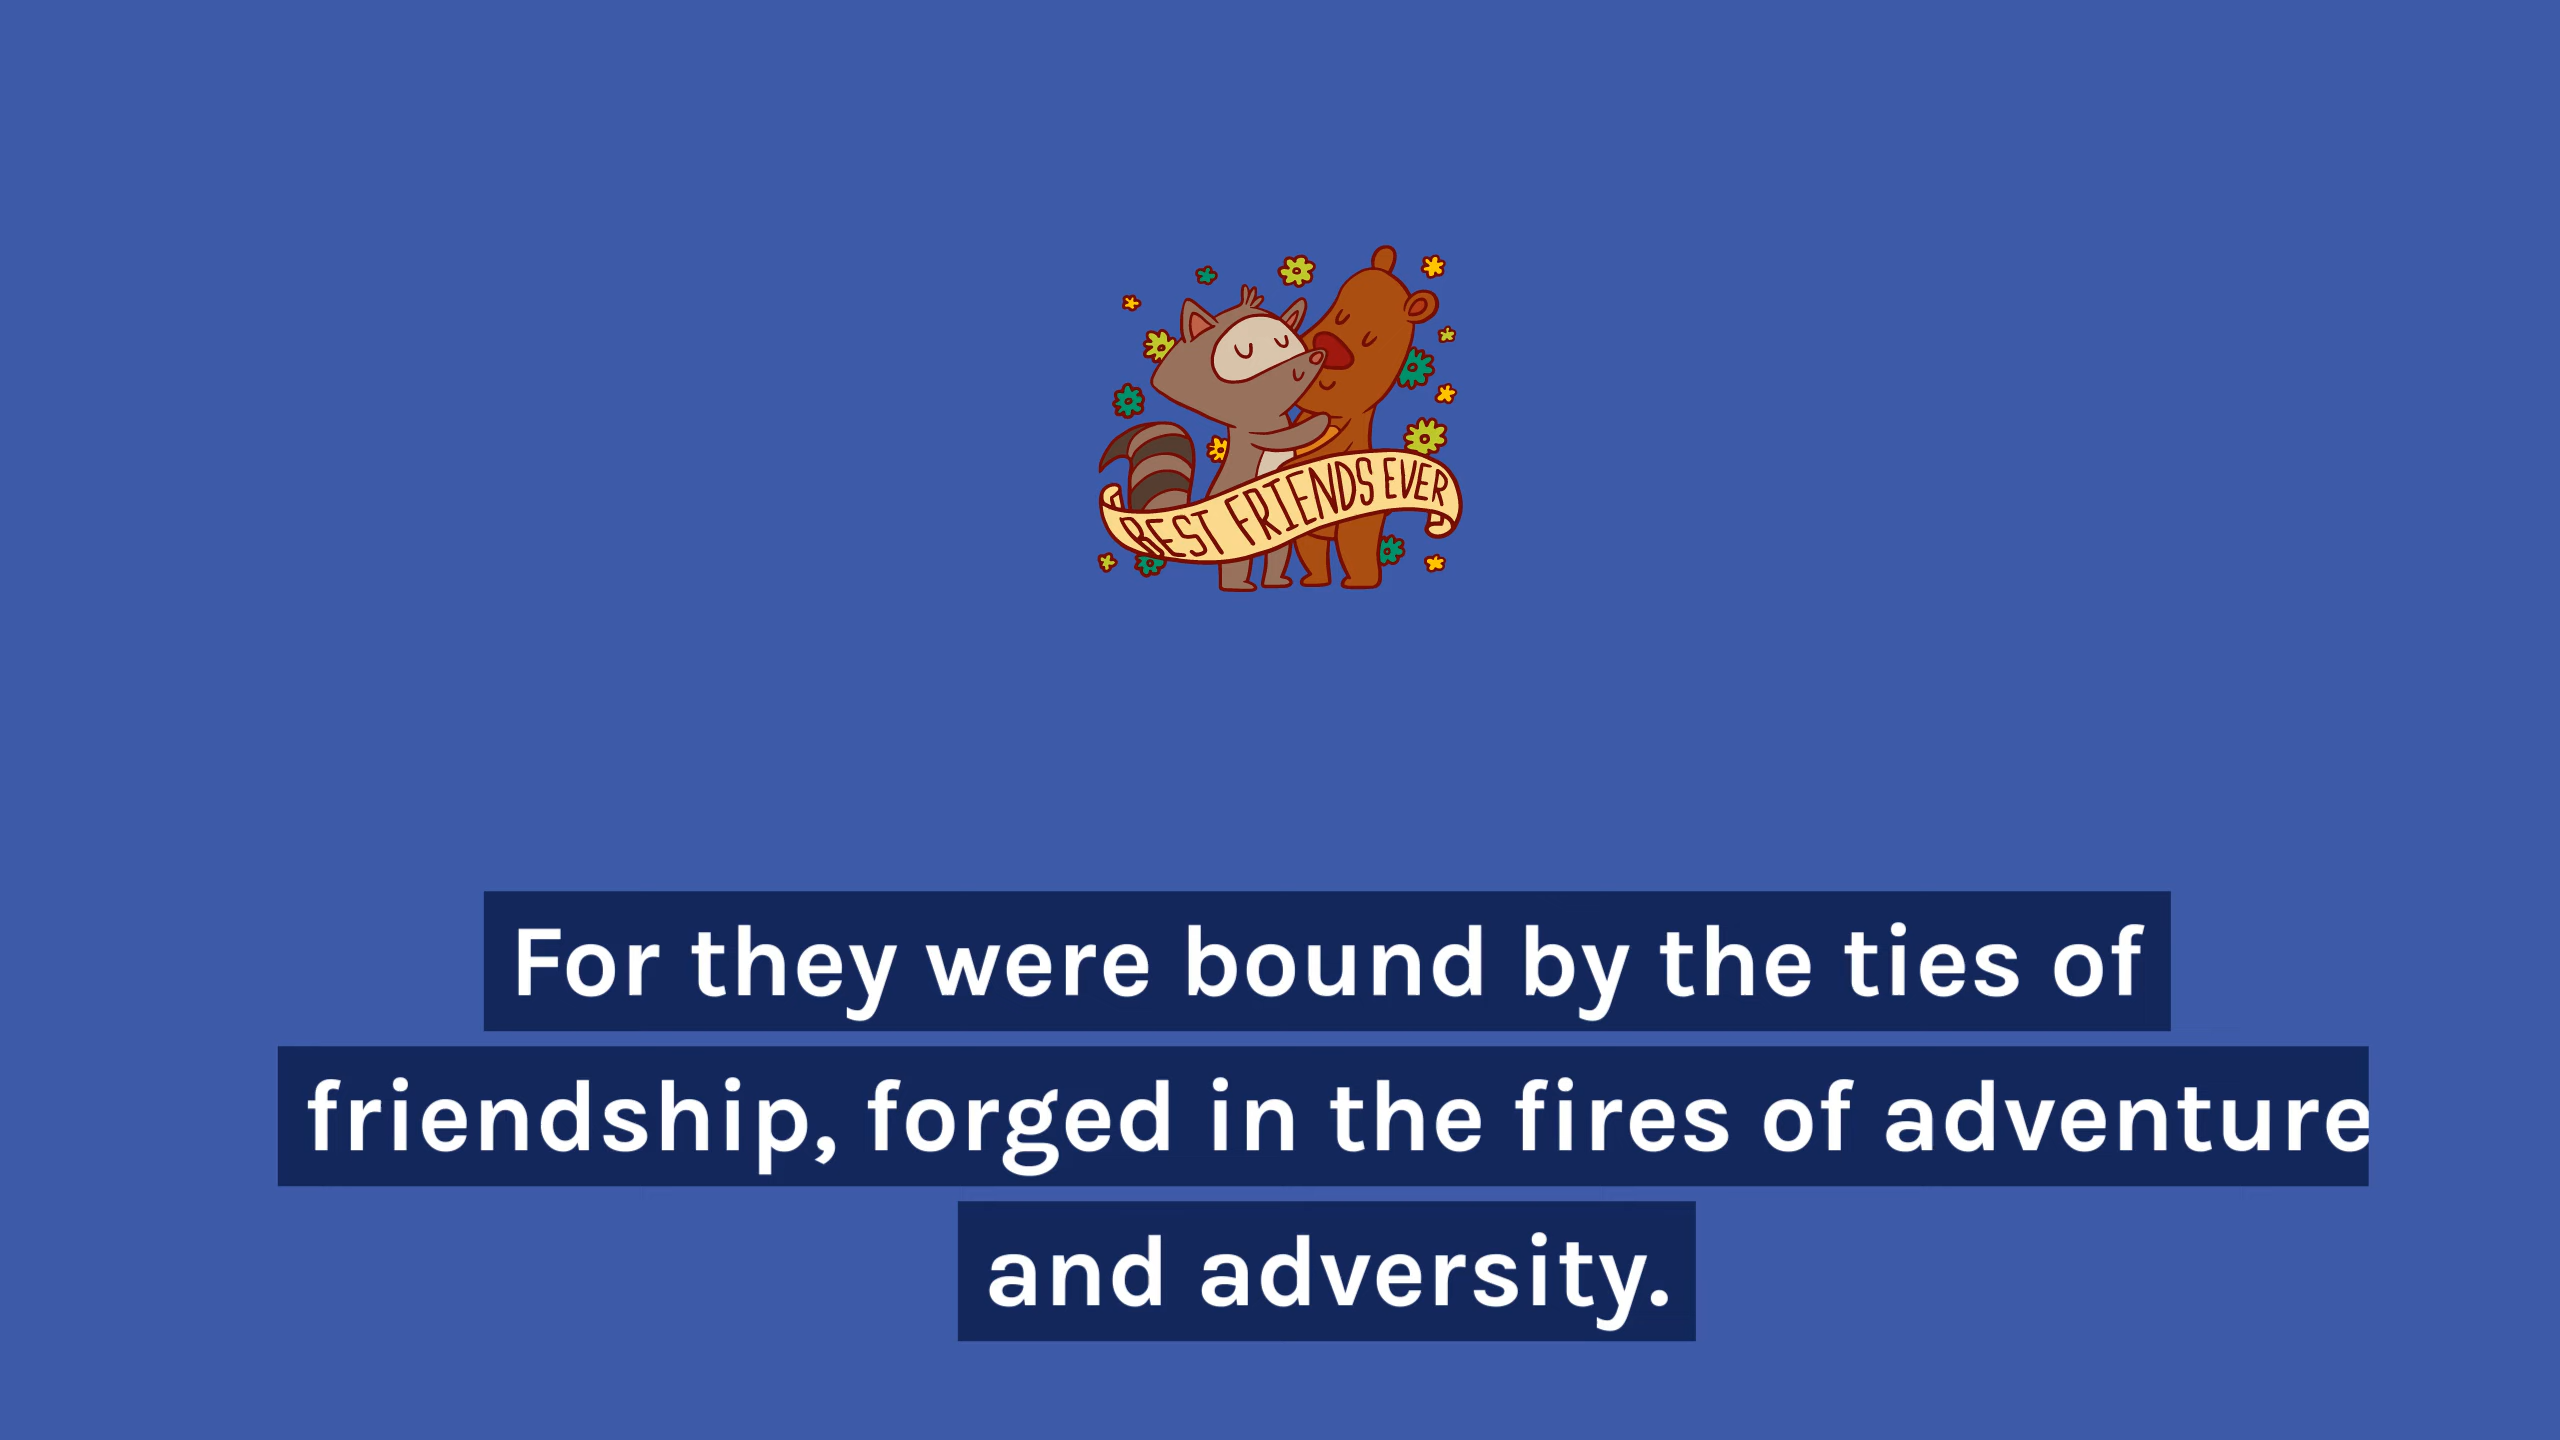 BEST FRIENDS EVER
For they were bound by the ties of
friendship, forged in the fires of adventure
and adversity.